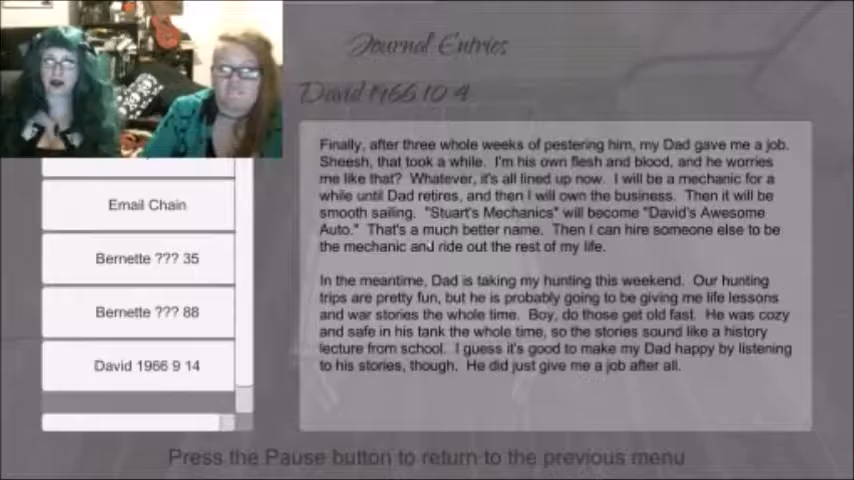 Journal Entries
David 1966 10 4
Finally, after three whole weeks of pestering him, my Dad gave me a job.
Sheesh, that took a while. I'm his own flesh and blood, and he worries
me like that? Whatever, it's all lined up now. I will be a mechanic for a
while until Dad retires, and then I will own the business. Then it will be
smooth sailing. "Stuart's Mechanics" will become "David's Awesome
Auto." That's a much better name. Then I can hire someone else to be
the mechanic and ride out the rest of my life.
In the meantime, Dad is taking my hunting this weekend. Our hunting
trips are pretty fun, but he is probably going to be giving me life lessons
and war stories the whole time. Boy, do those get old fast. He was cozy
and safe in his tank the whole time, so the stories sound like a history
lecture from school. I guess it's good to make my Dad happy by listening
to his stories, though. He did just give me a job after all.
Email Chain
Bernette ??? 35
Bernette ??? 88
David 1966 9 14
Press the Pause button to return to the previous menu